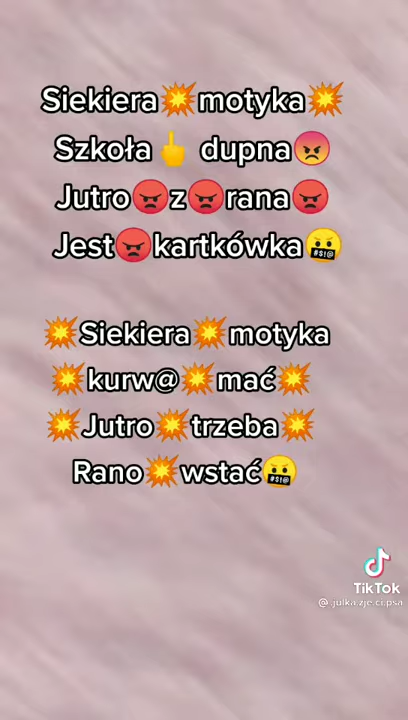 Siekiera💥motyka💥
Szkoła🖕 dupna😠
Jutro😡z😡rana😡
Jest😡kartkówka🤬
💥Siekiera💥motyka
💥kurw@💥mać💥
💥Jutro💥trzeba💥
Rano💥wstać🤬
TikTok